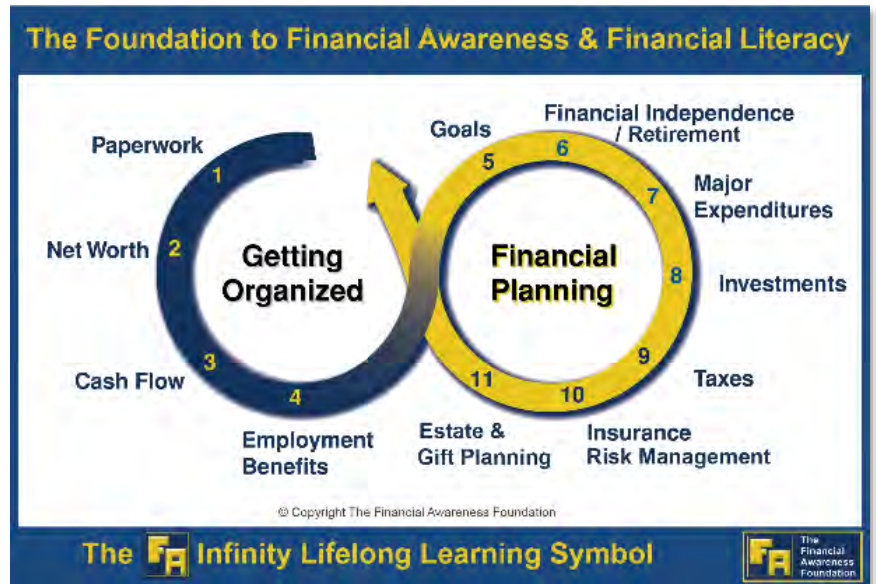 The Foundation to Financial Awareness & Financial Literacy
Paperwork
1
Net Worth
2
Cash Flow
3
4
Employment
Benefits
Getting
Organized
Goals
5
Financial Independence
/ Retirement
6
7
Major
Expenditures
8
Investments
9
Taxes
10
Insurance
Risk Management
11
Estate &
Gift Planning
Financial
Planning
© Copyright The Financial Awareness Foundation
The FA Infinity Lifelong Learning Symbol
FA
The
Financial
Awareness
Foundation